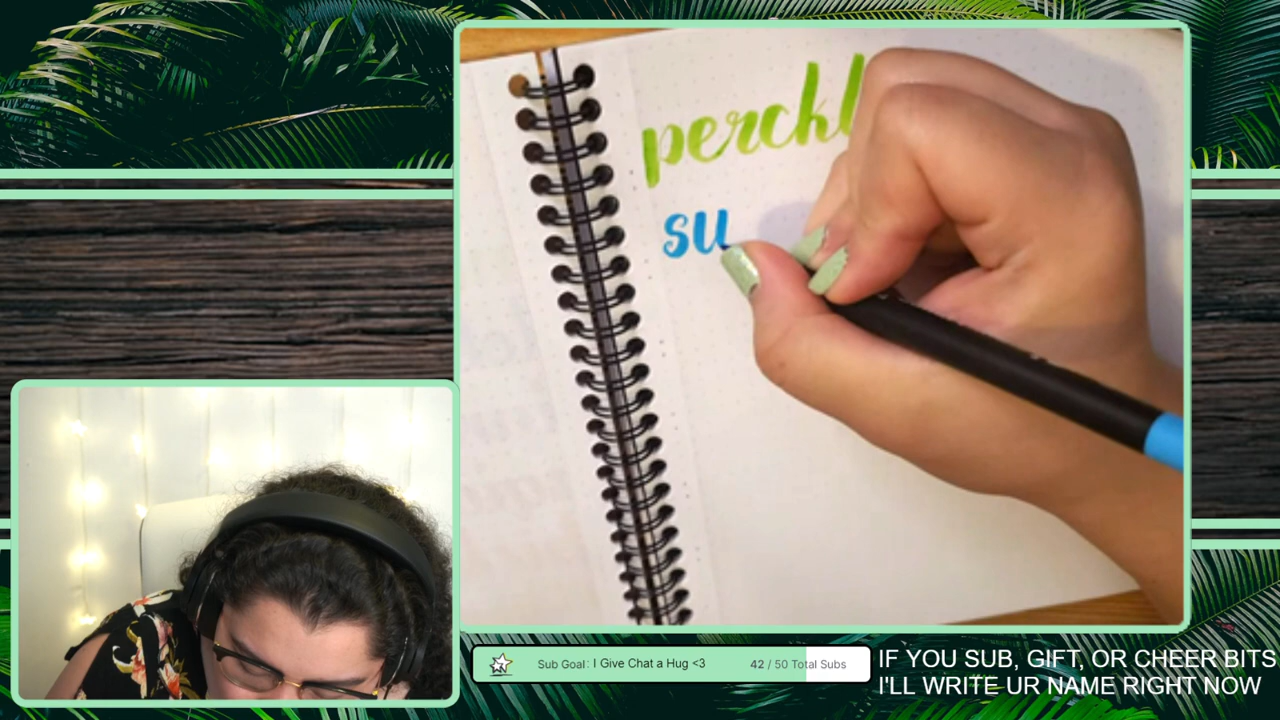 perckl
su
Sub Goal: I Give Chat a Hug <3 42 / 50 Total Subs
IF YOU SUB, GIFT, OR CHEER BITS
I'LL WRITE UR NAME RIGHT NOW